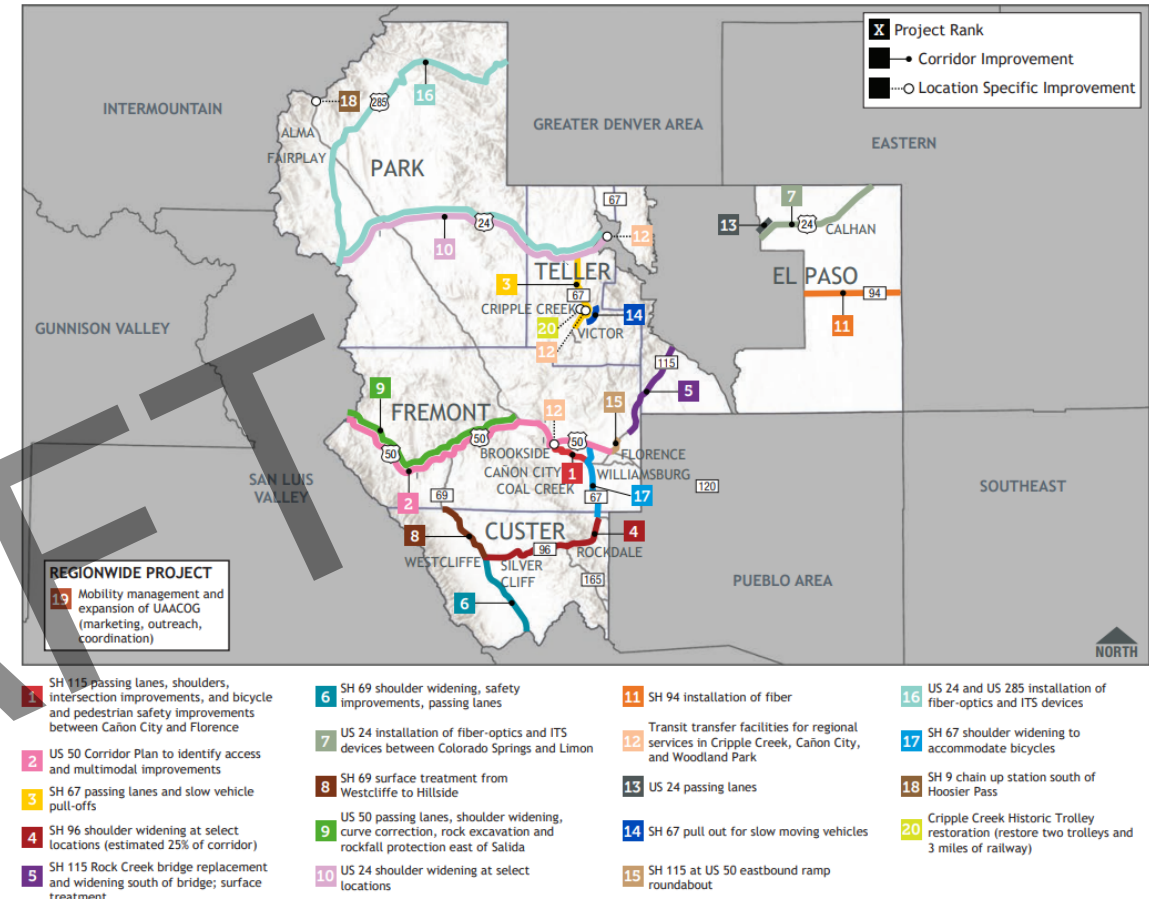 X Project Rank
Corridor Improvement
Location Specific Improvement
INTERMOUNTAIN
GREATER DENVER AREA
EASTERN
16
18
285
ALMA
FAIRPLAY
PARK
67
7
13
24
CALHAN
12
24
10
TELLER
EL PASO
3
67
94
CRIPPLE CREEK
14
11
20
VICTOR
12
GUNNISON VALLEY
115
9
5
FREMONT
12
15
50
50
50
BROOKSIDE
FLORENCE
CAÑON CITY
1
WILLIAMSBURG
COAL CREEK
SAN LUIS
VALLEY
120
SOUTHEAST
2
69
67
17
8
CUSTER
4
WESTCLIFFE
96
ROCKDALE
SILVER
CLIFF
165
PUEBLO AREA
6
REGIONWIDE PROJECT
19 Mobility management and
expansion of UAACOG
(marketing, outreach,
coordination)
NORTH
FT
1 SH 115 passing lanes, shoulders,
intersection improvements, and bicycle
and pedestrian safety improvements
between Cañon City and Florence
2 US 50 Corridor Plan to identify access
and multimodal improvements
3 SH 67 passing lanes and slow vehicle
pull-offs
4 SH 96 shoulder widening at select
locations (estimated 25% of corridor)
5 SH 115 Rock Creek bridge replacement
and widening south of bridge; surface
treatment
6 SH 69 shoulder widening, safety
improvements, passing lanes
7 US 24 installation of fiber-optics and ITS
devices between Colorado Springs and Limon
8 SH 69 surface treatment from
Westcliffe to Hillside
9 US 50 passing lanes, shoulder widening,
curve correction, rock excavation and
rockfall protection east of Salida
10 US 24 shoulder widening at select
locations
11 SH 94 installation of fiber
12 Transit transfer facilities for regional
services in Cripple Creek, Cañon City,
and Woodland Park
13 US 24 passing lanes
14 SH 67 pull out for slow moving vehicles
15 SH 115 at US 50 eastbound ramp
roundabout
16 US 24 and US 285 installation of
fiber-optics and ITS devices
17 SH 67 shoulder widening to
accommodate bicycles
18 SH 9 chain up station south of
Hoosier Pass
20 Cripple Creek Historic Trolley
restoration (restore two trolleys and
3 miles of railway)